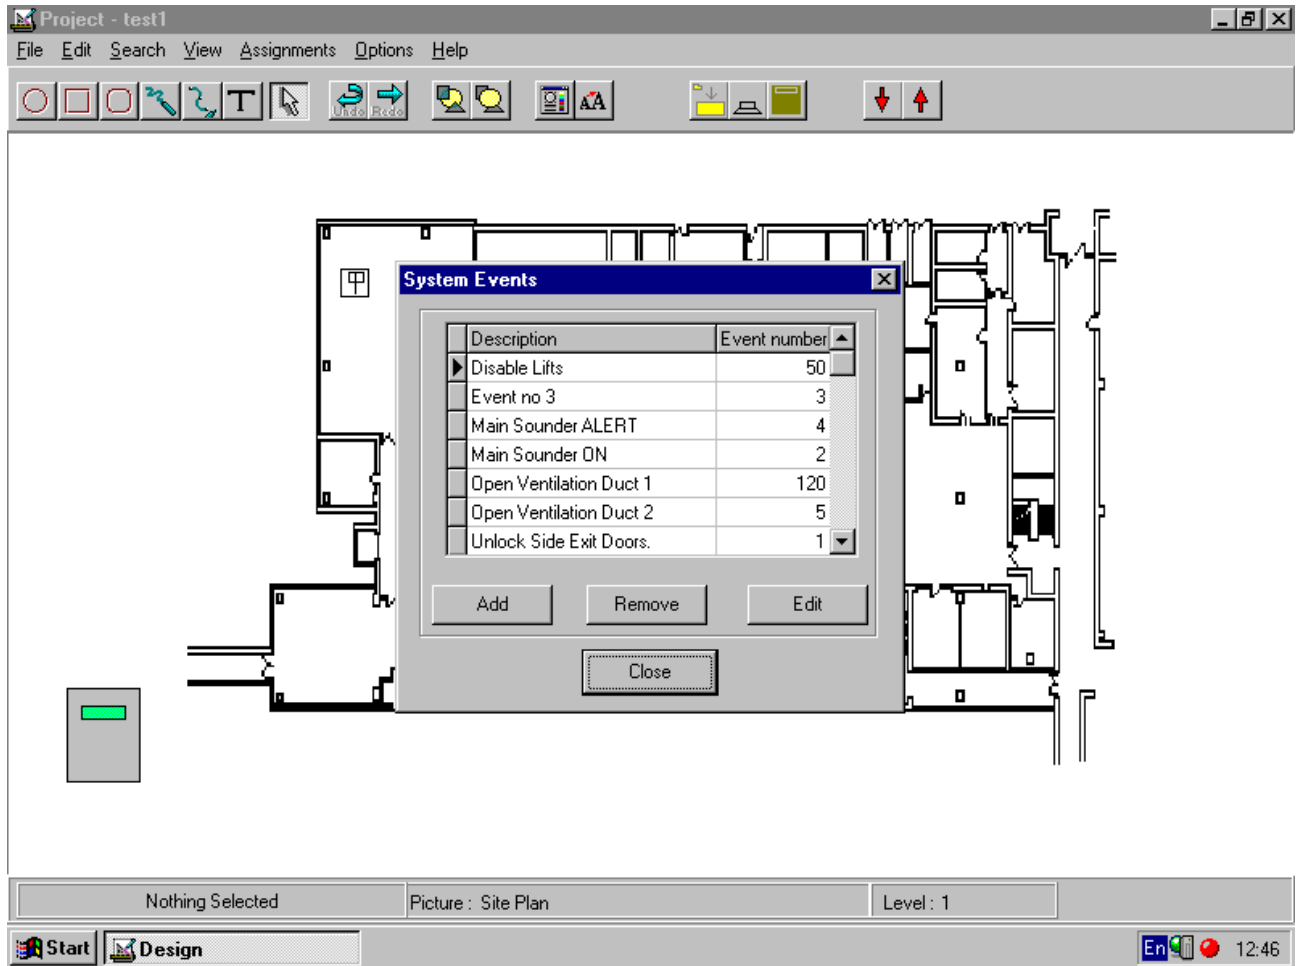 Project - test1
File Edit Search View Assignments Options Help
T Undo Redo AA
System Events
Description Event number
Disable Lifts 50
Event no 3 3
Main Sounder ALERT 4
Main Sounder ON 2
Open Ventilation Duct 1 120
Open Ventilation Duct 2 5
Unlock Side Exit Doors. 1
Add Remove Edit
Close
Nothing Selected Picture : Site Plan Level : 1
Start Design En 12:46